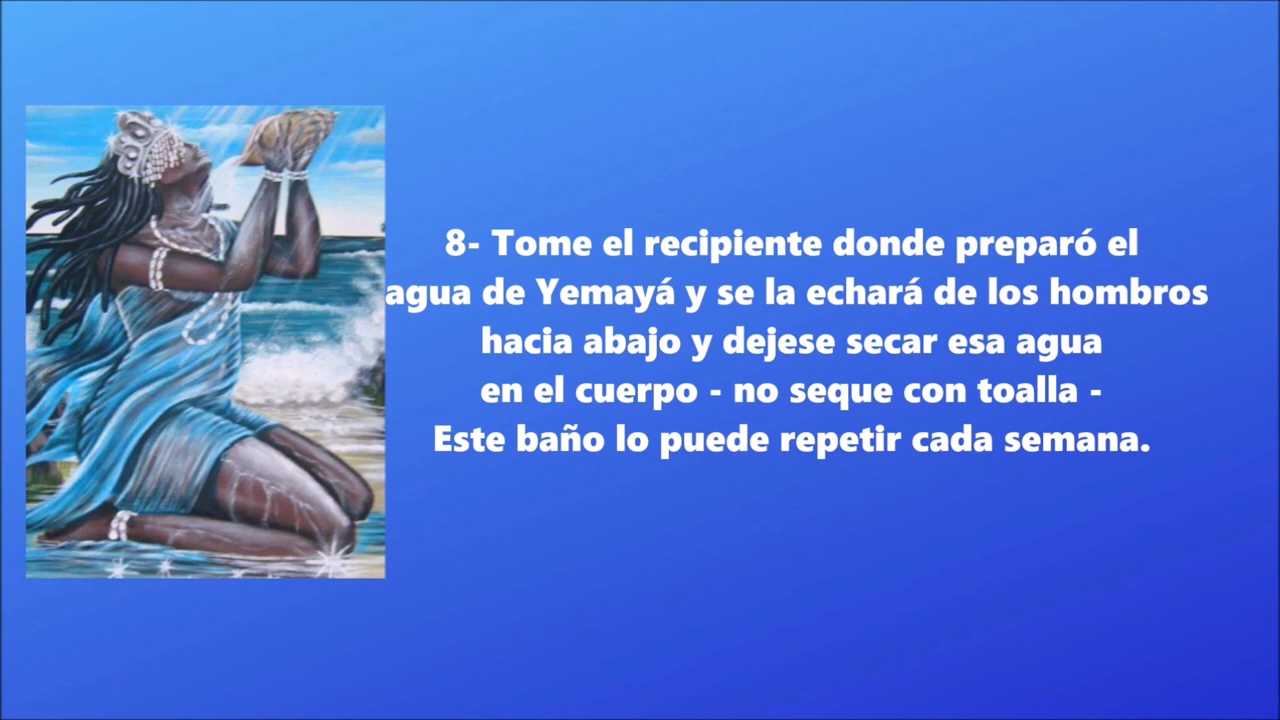 8- Tome el recipiente donde preparó el
agua de Yemayá y se la echará de los hombros
hacia abajo y dejese secar esa agua
en el cuerpo - no seque con toalla -
Este baño lo puede repetir cada semana.